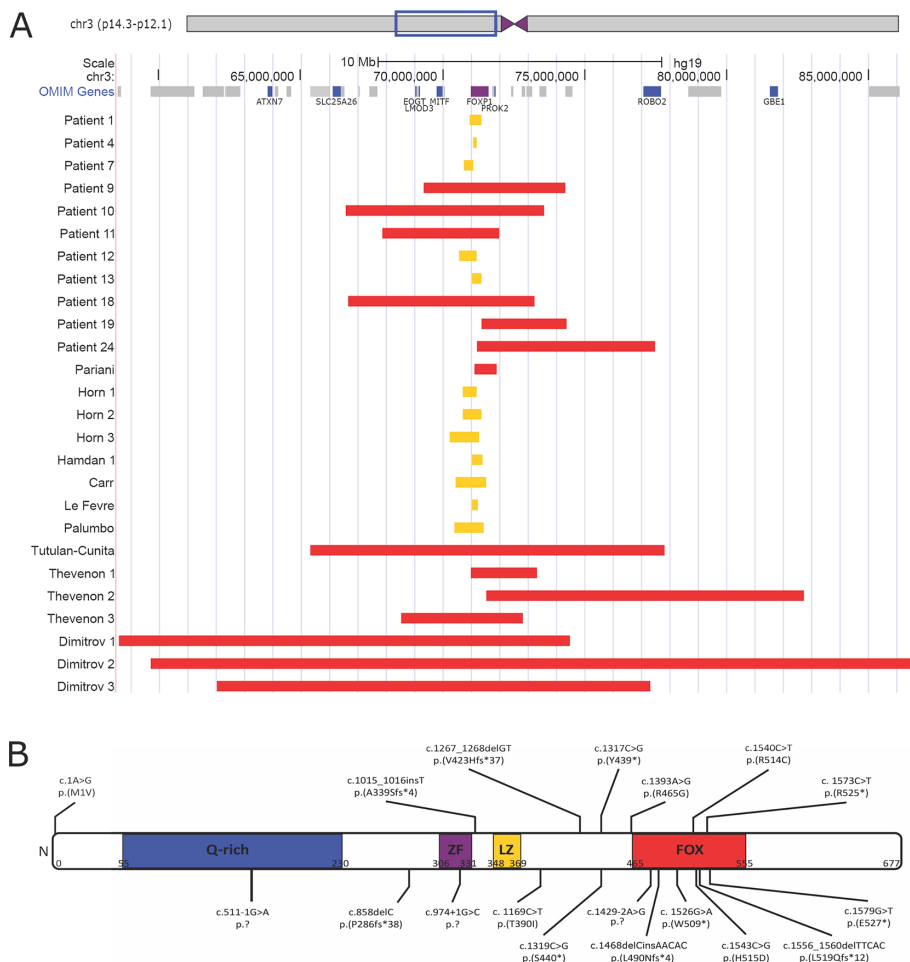 A
chr3 (p14.3-p12.1)
Scale 10 Mb hg19
chr3: 65,000,000 70,000,000 75,000,000 80,000,000 85,000,000
OMIM Genes
ATXN7 SLC25A26 EOGT MITF FOXP1 ROBO2 GBE1
LMOD3 PROK2
Patient 1
Patient 4
Patient 7
Patient 9
Patient 10
Patient 11
Patient 12
Patient 13
Patient 18
Patient 19
Patient 24
Pariani
Horn 1
Horn 2
Horn 3
Hamdan 1
Carr
Le Fevre
Palumbo
Tutulan-Cunita
Thevenon 1
Thevenon 2
Thevenon 3
Dimitrov 1
Dimitrov 2
Dimitrov 3
B
c.1A>G
p.(M1V)
c.1015_1016insT
p.(A339Sfs*4)
c.1267_1268delGT
p.(V423Hfs*37)
c.1317C>G
p.(Y439*)
c.1393A>G
p.(R465G)
c.1540C>T
p.(R514C)
c. 1573C>T
p.(R525*)
N Q-rich ZF LZ FOX
0 55 230 306 331 348 369 465 555 677
c.511-1G>A
p.?
c.858delC
p.(P286fs*38)
c.974+1G>C
p.?
c. 1169C>T
p.(T390I)
c.1319C>G
p.(S440*)
c.1429-2A>G
p.?
c.1468delCinsAACAC
p.(L490Nfs*4)
c. 1526G>A
p.(W509*)
c.1543C>G
p.(H515D)
c.1556_1560delTTCAC
p.(L519Qfs*12)
c.1579G>T
p.(E527*)